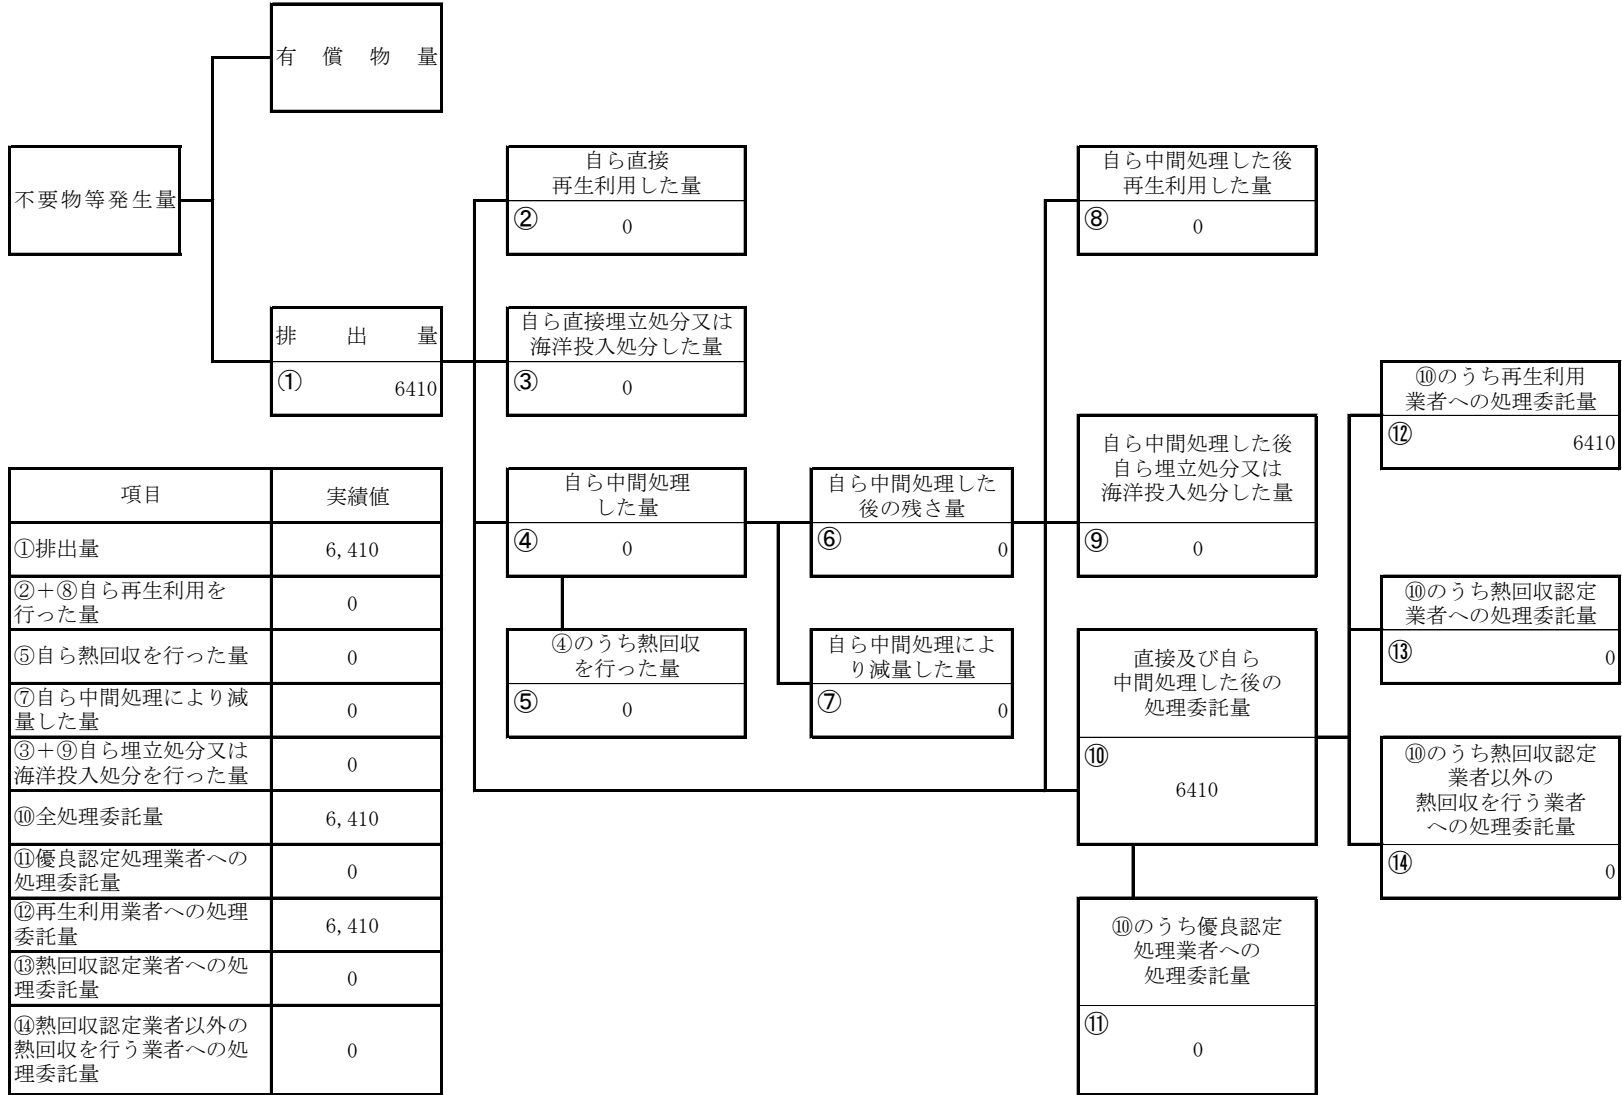 有償物量
不要物等発生量
排出量
① 6410
自ら直接
再生利用した量
② 0
自ら直接埋立処分又は
海洋投入処分した量
③ 0
自ら中間処理
した量
④ 0
④のうち熱回収
を行った量
⑤ 0
自ら中間処理した
後の残さ量
⑥ 0
自ら中間処理によ
り減量した量
⑦ 0
自ら中間処理した後
再生利用した量
⑧ 0
自ら中間処理した後
自ら埋立処分又は
海洋投入処分した量
⑨ 0
直接及び自ら
中間処理した後の
処理委託量
⑩
6410
⑩のうち優良認定
処理業者への
処理委託量
⑪
0
⑩のうち再生利用
業者への処理委託量
⑫ 6410
⑩のうち熱回収認定
業者への処理委託量
⑬ 0
⑩のうち熱回収認定
業者以外の
熱回収を行う業者
への処理委託量
⑭ 0
項目 実績値
①排出量 6,410
②+⑧自ら再生利用を
行った量 0
⑤自ら熱回収を行った量 0
⑦自ら中間処理により減
量した量 0
③+⑨自ら埋立処分又は
海洋投入処分を行った量 0
⑩全処理委託量 6,410
⑪優良認定処理業者への
処理委託量 0
⑫再生利用業者への処理
委託量 6,410
⑬熱回収認定業者への処
理委託量 0
⑭熱回収認定業者以外の
熱回収を行う業者への処
理委託量 0